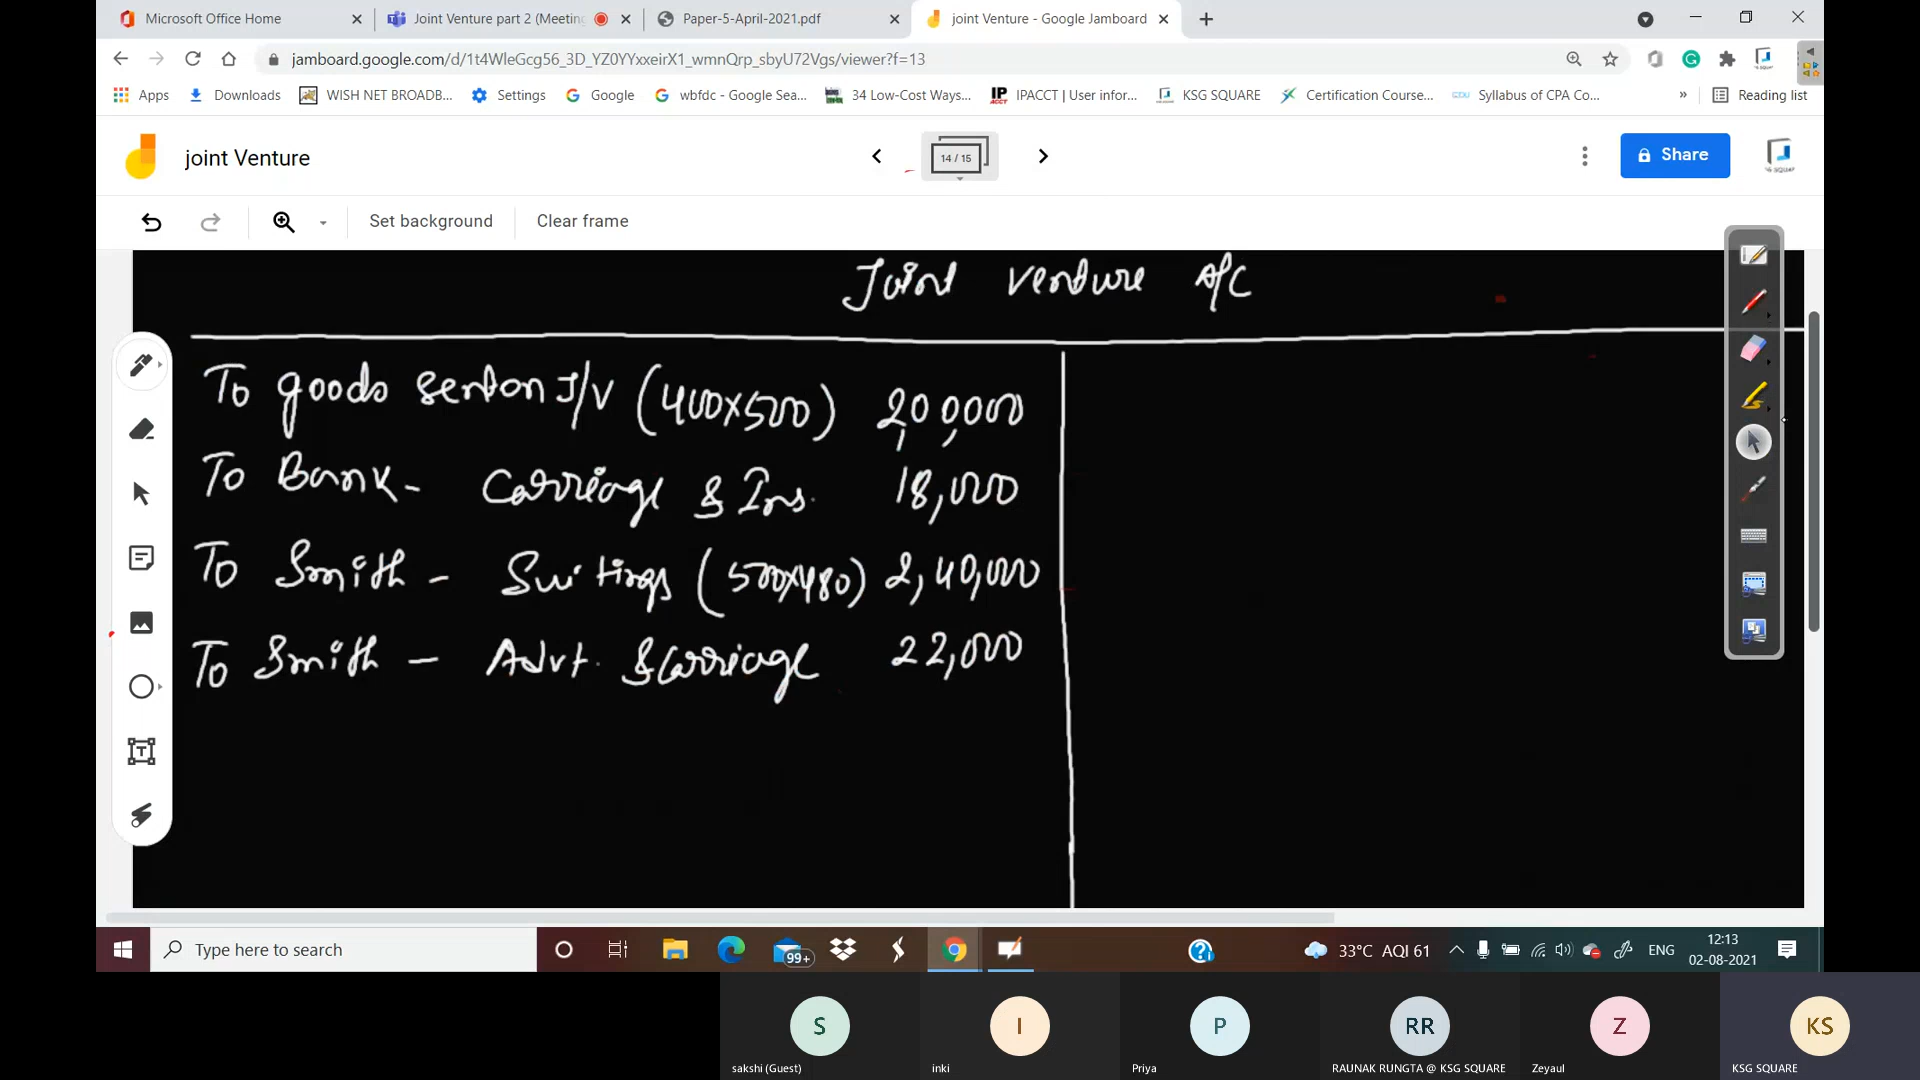 Microsoft Office Home
Joint Venture part 2 (Meetin
Paper-5-April-2021.pdf
joint Venture - Google Jamboard
jamboard.google.com/d/1t4WleGcg56_3D_YZ0YYxxeirX1_wmnQrp_sbyU72Vgs/viewer?f=13
Apps
Downloads
WISH NET BROADB...
Settings
Google
wbfdc - Google Sea...
34 Low-Cost Ways...
IPACCT | User infor...
KSG SQUARE
Certification Course...
Syllabus of CPA Co...
»
Reading list
joint Venture
14 / 15
Share
Set background
Clear frame
Joint Venture A/C
To goods sent on J/V (400x500) 2,00,000
To Bank - Carriage & Ins. 18,000
To Smith - Suitings (500x480) 2,40,000
To Smith - Advt. & Carriage 22,000
Type here to search
99+
33°C AQI 61
ENG
12:13
02-08-2021
S
I
P
RR
Z
KS
sakshi (Guest)
inki
Priya
RAUNAK RUNGTA @ KSG SQUARE
Zeyaul
KSG SQUARE